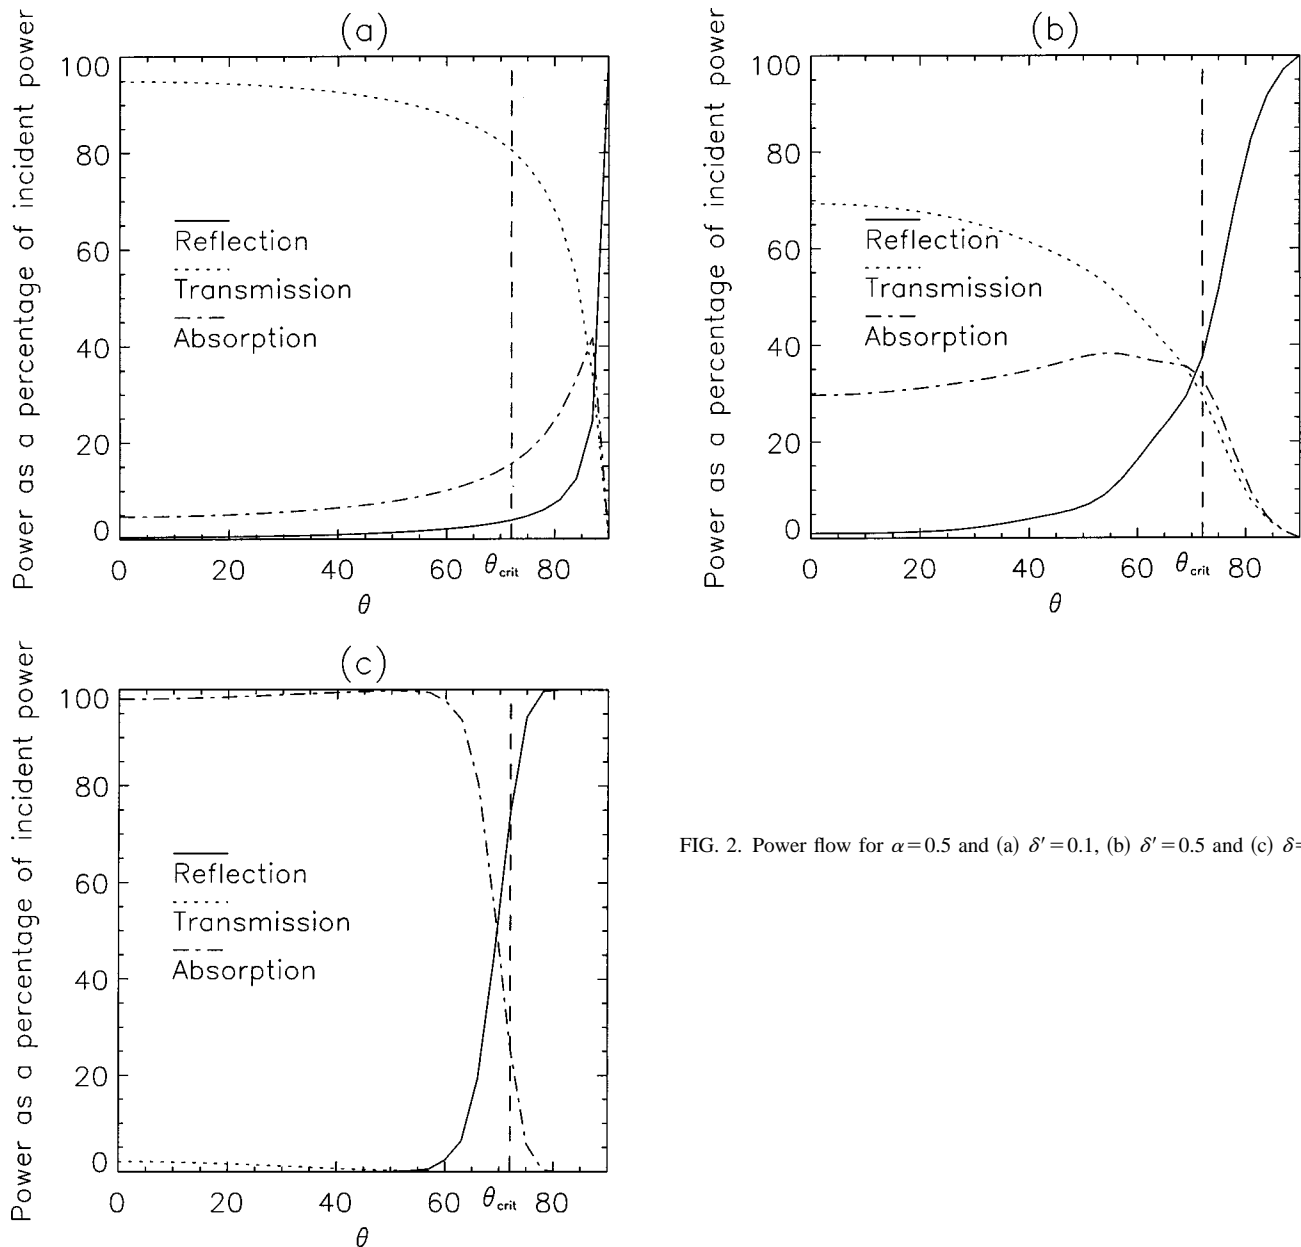 (a)
Power as a percentage of incident power
100
80
60
40
20
0
Reflection
Transmission
Absorption
0 20 40 60 θcrit 80
θ
(b)
Power as a percentage of incident power
100
80
60
40
20
0
Reflection
Transmission
Absorption
0 20 40 60 θcrit 80
θ
(c)
Power as a percentage of incident power
100
80
60
40
20
0
Reflection
Transmission
Absorption
0 20 40 60 θcrit 80
θ
FIG. 2. Power flow for α=0.5 and (a) δ′=0.1, (b) δ′=0.5 and (c) δ=